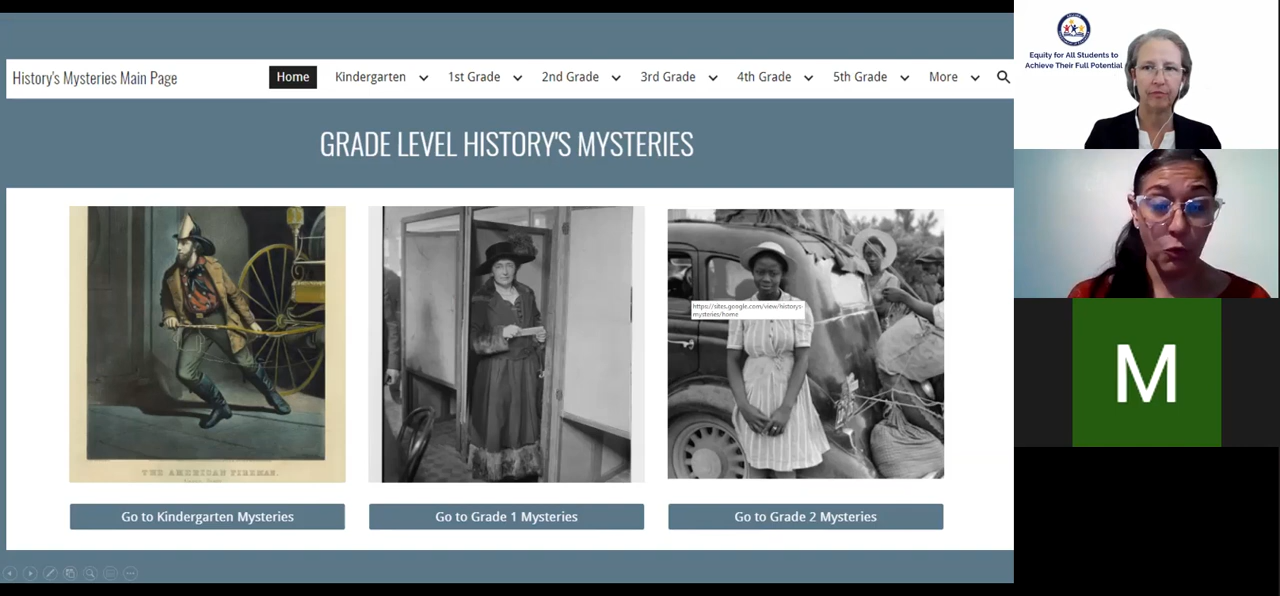 History's Mysteries Main Page
Home
Kindergarten
1st Grade
2nd Grade
3rd Grade
4th Grade
5th Grade
More
GRADE LEVEL HISTORY'S MYSTERIES
THE AMERICAN FIREMAN.
https://sites.google.com/view/historys-
mysteries/home
Go to Kindergarten Mysteries
Go to Grade 1 Mysteries
Go to Grade 2 Mysteries
Equity for All Students to
Achieve Their Full Potential
M